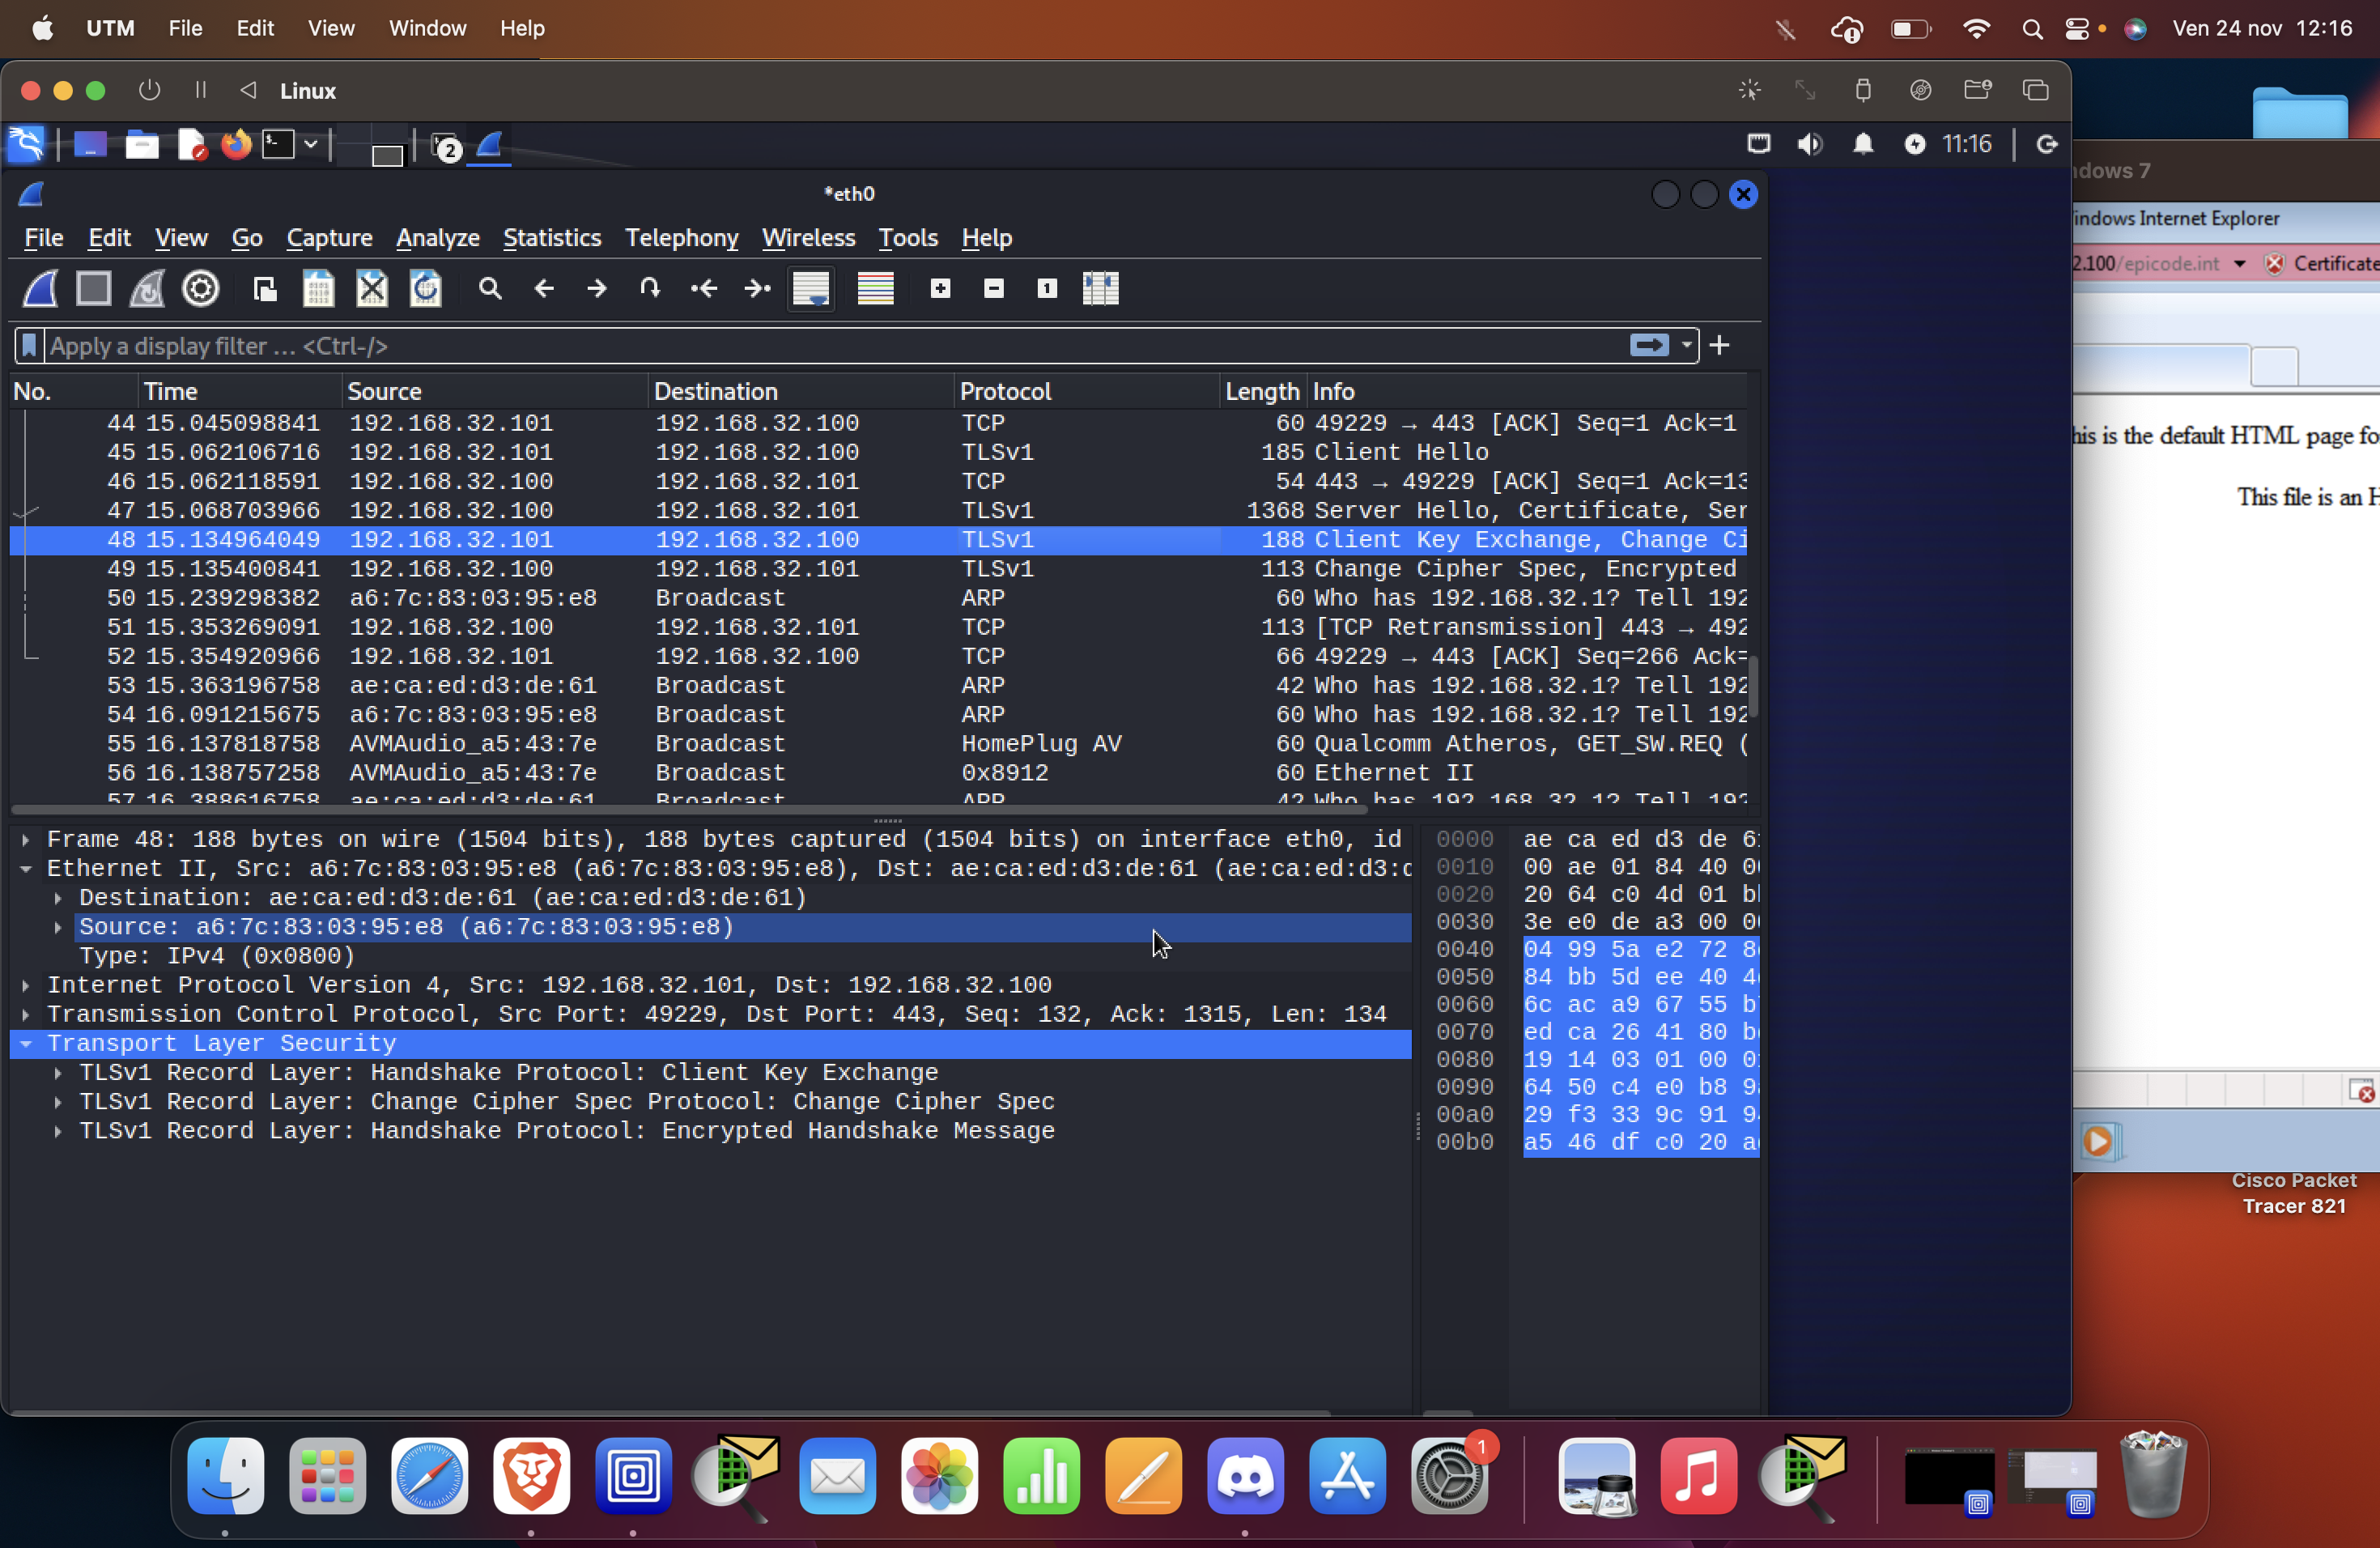 UTM File Edit View Window Help Ven 24 nov 12:16
Linux
2 11:16
*eth0
File Edit View Go Capture Analyze Statistics Telephony Wireless Tools Help
Apply a display filter … <Ctrl-/>
No. Time Source Destination Protocol Length Info
44 15.045098841 192.168.32.101 192.168.32.100 TCP 60 49229 → 443 [ACK] Seq=1 Ack=1
45 15.062106716 192.168.32.101 192.168.32.100 TLSv1 185 Client Hello
46 15.062118591 192.168.32.100 192.168.32.101 TCP 54 443 → 49229 [ACK] Seq=1 Ack=13
47 15.068703966 192.168.32.100 192.168.32.101 TLSv1 1368 Server Hello, Certificate, Ser
48 15.134964049 192.168.32.101 192.168.32.100 TLSv1 188 Client Key Exchange, Change Ci
49 15.135400841 192.168.32.100 192.168.32.101 TLSv1 113 Change Cipher Spec, Encrypted
50 15.239298382 a6:7c:83:03:95:e8 Broadcast ARP 60 Who has 192.168.32.1? Tell 192
51 15.353269091 192.168.32.100 192.168.32.101 TCP 113 [TCP Retransmission] 443 → 492
52 15.354920966 192.168.32.101 192.168.32.100 TCP 66 49229 → 443 [ACK] Seq=266 Ack=
53 15.363196758 ae:ca:ed:d3:de:61 Broadcast ARP 42 Who has 192.168.32.1? Tell 192
54 16.091215675 a6:7c:83:03:95:e8 Broadcast ARP 60 Who has 192.168.32.1? Tell 192
55 16.137818758 AVMAudio_a5:43:7e Broadcast HomePlug AV 60 Qualcomm Atheros, GET_SW.REQ (
56 16.138757258 AVMAudio_a5:43:7e Broadcast 0x8912 60 Ethernet II
57 16.388616758 ae:ca:ed:d3:de:61 Broadcast ARP 42 Who has 192.168.32.1? Tell 192
Frame 48: 188 bytes on wire (1504 bits), 188 bytes captured (1504 bits) on interface eth0, id
Ethernet II, Src: a6:7c:83:03:95:e8 (a6:7c:83:03:95:e8), Dst: ae:ca:ed:d3:de:61 (ae:ca:ed:d3:d
Destination: ae:ca:ed:d3:de:61 (ae:ca:ed:d3:de:61)
Source: a6:7c:83:03:95:e8 (a6:7c:83:03:95:e8)
Type: IPv4 (0x0800)
Internet Protocol Version 4, Src: 192.168.32.101, Dst: 192.168.32.100
Transmission Control Protocol, Src Port: 49229, Dst Port: 443, Seq: 132, Ack: 1315, Len: 134
Transport Layer Security
TLSv1 Record Layer: Handshake Protocol: Client Key Exchange
TLSv1 Record Layer: Change Cipher Spec Protocol: Change Cipher Spec
TLSv1 Record Layer: Handshake Protocol: Encrypted Handshake Message
0000 ae ca ed d3 de 6
0010 00 ae 01 84 40 0
0020 20 64 c0 4d 01 b
0030 3e e0 de a3 00 0
0040 04 99 5a e2 72 8
0050 84 bb 5d ee 40 4
0060 6c ac a9 67 55 b
0070 ed ca 26 41 80 b
0080 19 14 03 01 00 0
0090 64 50 c4 e0 b8 9
00a0 29 f3 33 9c 91 9
00b0 a5 46 df c0 20 a
dows 7
indows Internet Explorer
2.100/epicode.int Certificate
his is the default HTML page fo
This file is an H
Cisco Packet
Tracer 821
1